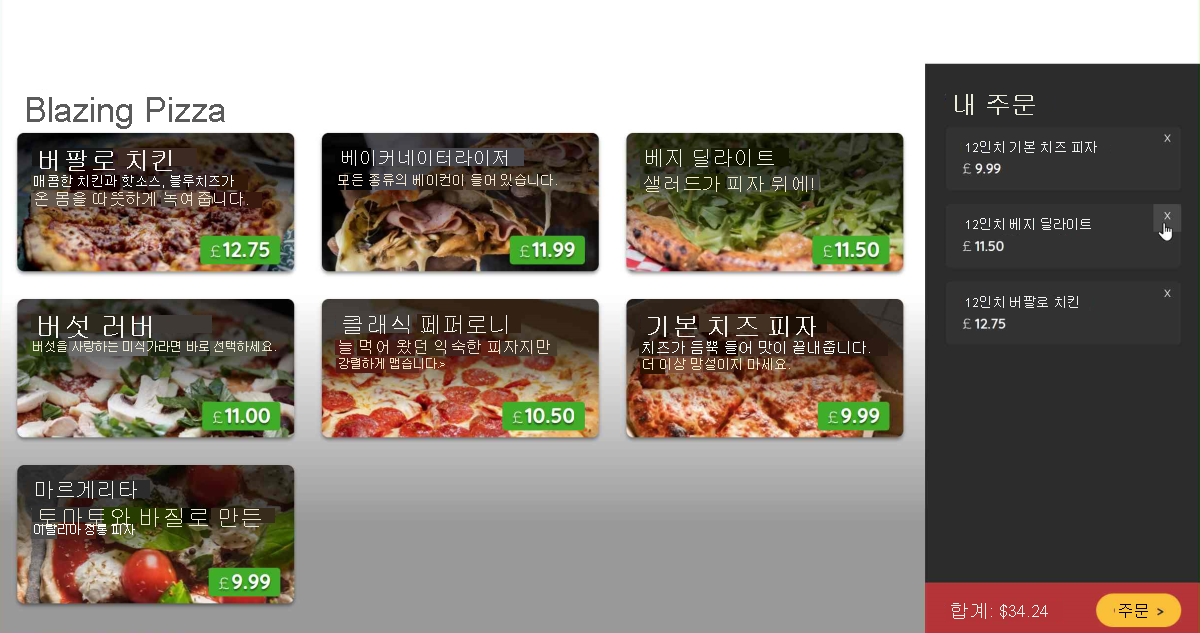 Blazing Pizza
버팔로 치킨
매콤한 치킨과 핫소스, 블루치즈가
온 몸을 따뜻하게 녹여줍니다.
£12.75
베이커네이터라이저
모든 종류의 베이컨이 들어있습니다.
£11.99
베지 딜라이트
샐러드가 피자 위에!
£11.50
버섯 러버
버섯을 사랑하는 미식가라면 바로 선택하세요.
£11.00
클래식 페퍼로니
늘 먹어 왔던 익숙한 피자지만
강렬하게 맵습니다.>
£10.50
기본 치즈 피자
치즈가 듬뿍 들어 맛이 끝내줍니다.
더 이상 망설이지 마세요.
£9.99
마르게리타
토마토와 바질로 만든
이탈리아 정통 피자
£9.99
내 주문
12인치 기본 치즈 피자
x
£ 9.99
12인치 베지 딜라이트
x
£ 11.50
12인치 버팔로 치킨
x
£ 12.75
합계: $34.24
주문 >